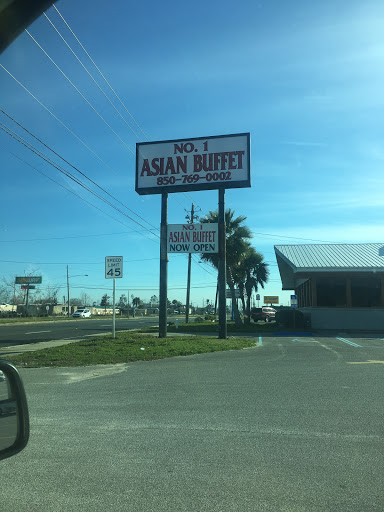 NO. 1
ASIAN BUFFET
850-769-0002
NO. 1
ASIAN BUFFET
NOW OPEN
SPEED
LIMIT
45